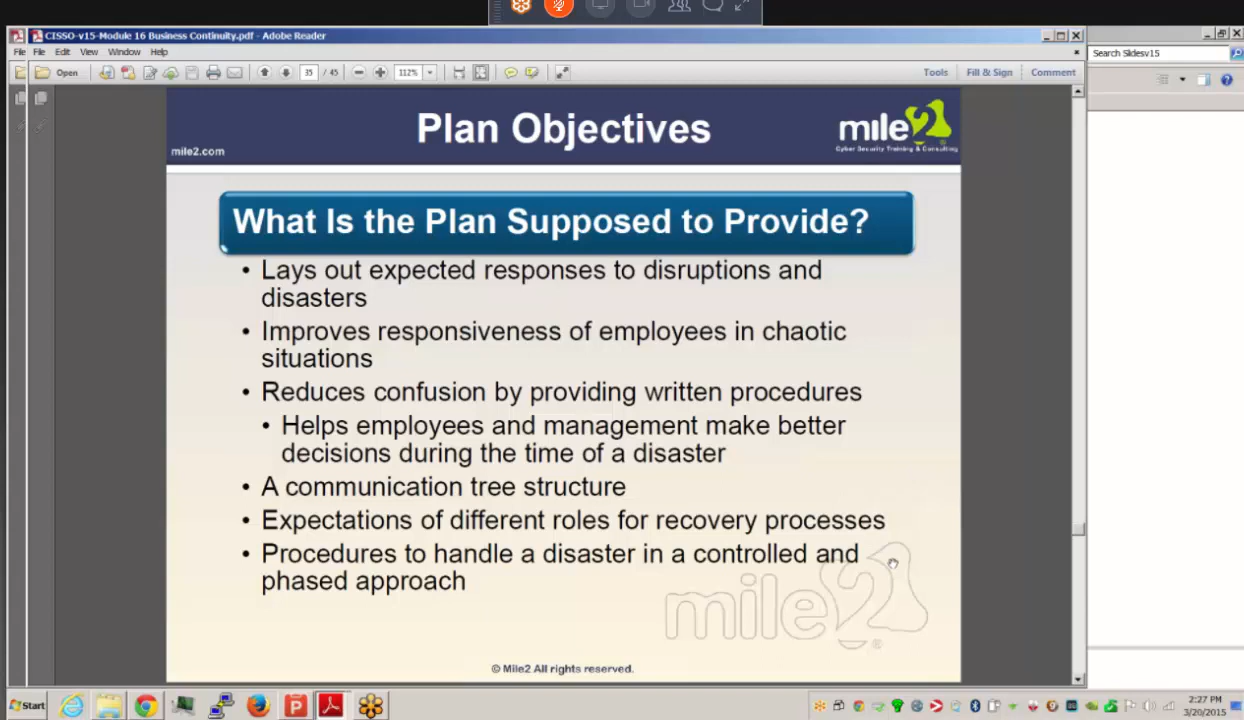 CISSO-v15-Module 16 Business Continuity.pdf - Adobe Reader
File File Edit View Window Help
Search Slidesv15
Open 35 / 45 112% Tools Fill & Sign Comment
Plan Objectives
mile2
Cyber Security Training & Consulting
mile2.com
What Is the Plan Supposed to Provide?
• Lays out expected responses to disruptions and
disasters
• Improves responsiveness of employees in chaotic
situations
• Reduces confusion by providing written procedures
• Helps employees and management make better
decisions during the time of a disaster
• A communication tree structure
• Expectations of different roles for recovery processes
• Procedures to handle a disaster in a controlled and
phased approach
mile2
© Mile2 All rights reserved.
Start
2:27 PM
3/20/2015